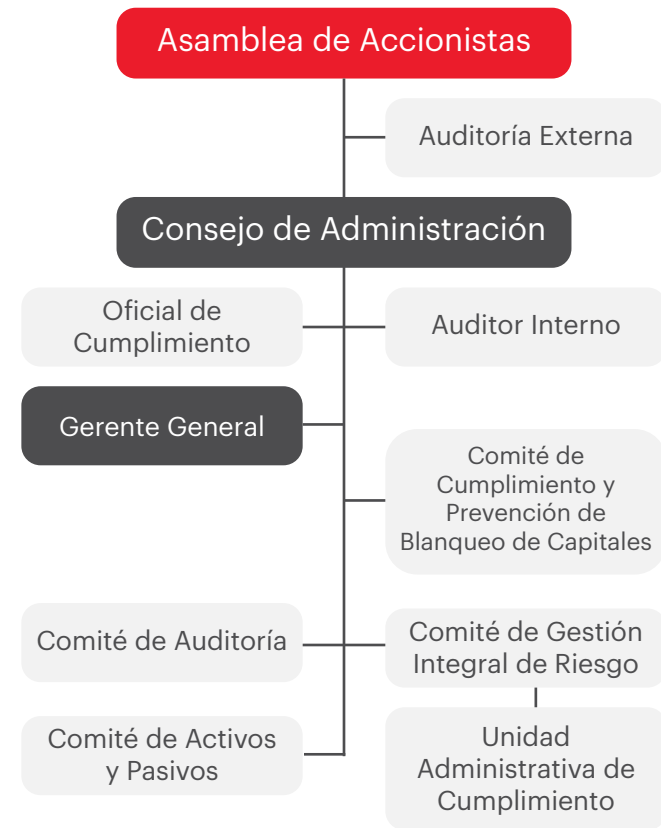 Asamblea de Accionistas
Auditoría Externa
Consejo de Administración
Oficial de
Cumplimiento
Auditor Interno
Gerente General
Comité de
Cumplimiento y
Prevención de
Blanqueo de Capitales
Comité de Auditoría
Comité de Gestión
Integral de Riesgo
Comité de Activos
y Pasivos
Unidad
Administrativa de
Cumplimiento